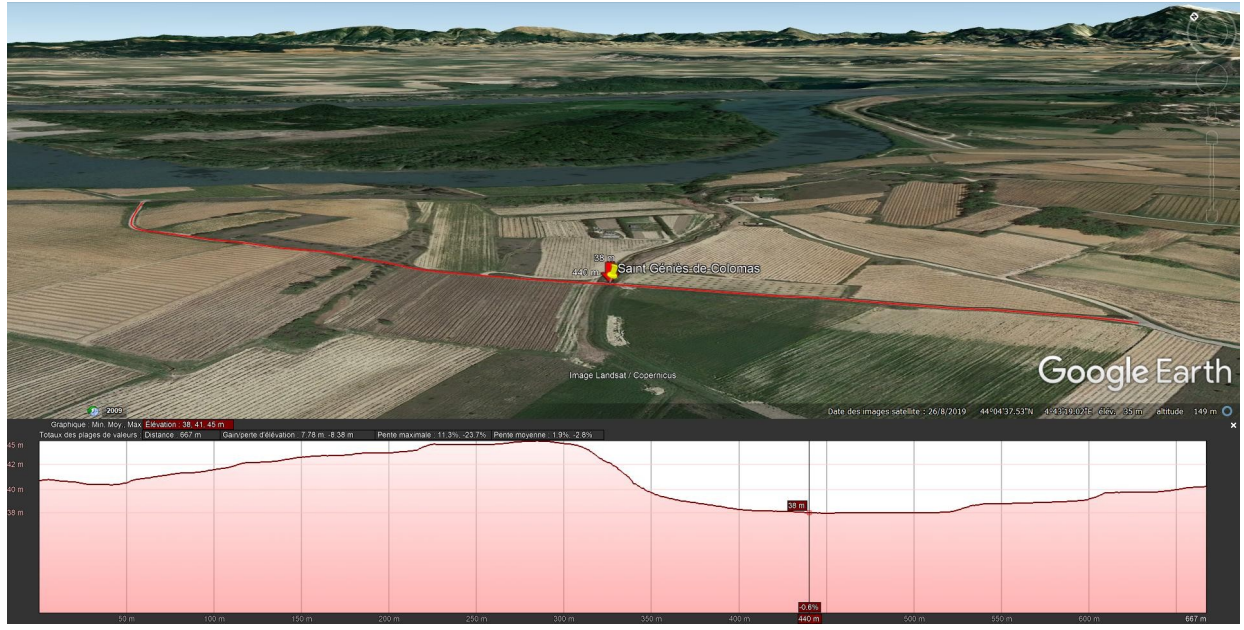 38 m
440 m
Saint Géniès-de-Colomas
Image Landsat / Copernicus
Google Earth
2009
Date des images satellite : 26/8/2019 44°04'37.53"N 4°43'19.02"E élév. 35 m altitude 149 m
Graphique : Min. Moy., Max. Élévation : 38, 41, 45 m
Totaux des plages de valeurs : Distance : 667 m Gain/perte d'élévation : 7.78 m, -8.38 m Pente maximale : 11.3%, -23.7% Pente moyenne : 1.9%, -2.8%
45 m
42 m
40 m
38 m
38 m
-0.6%
50 m 100 m 150 m 200 m 250 m 300 m 350 m 400 m 440 m 500 m 550 m 600 m 667 m